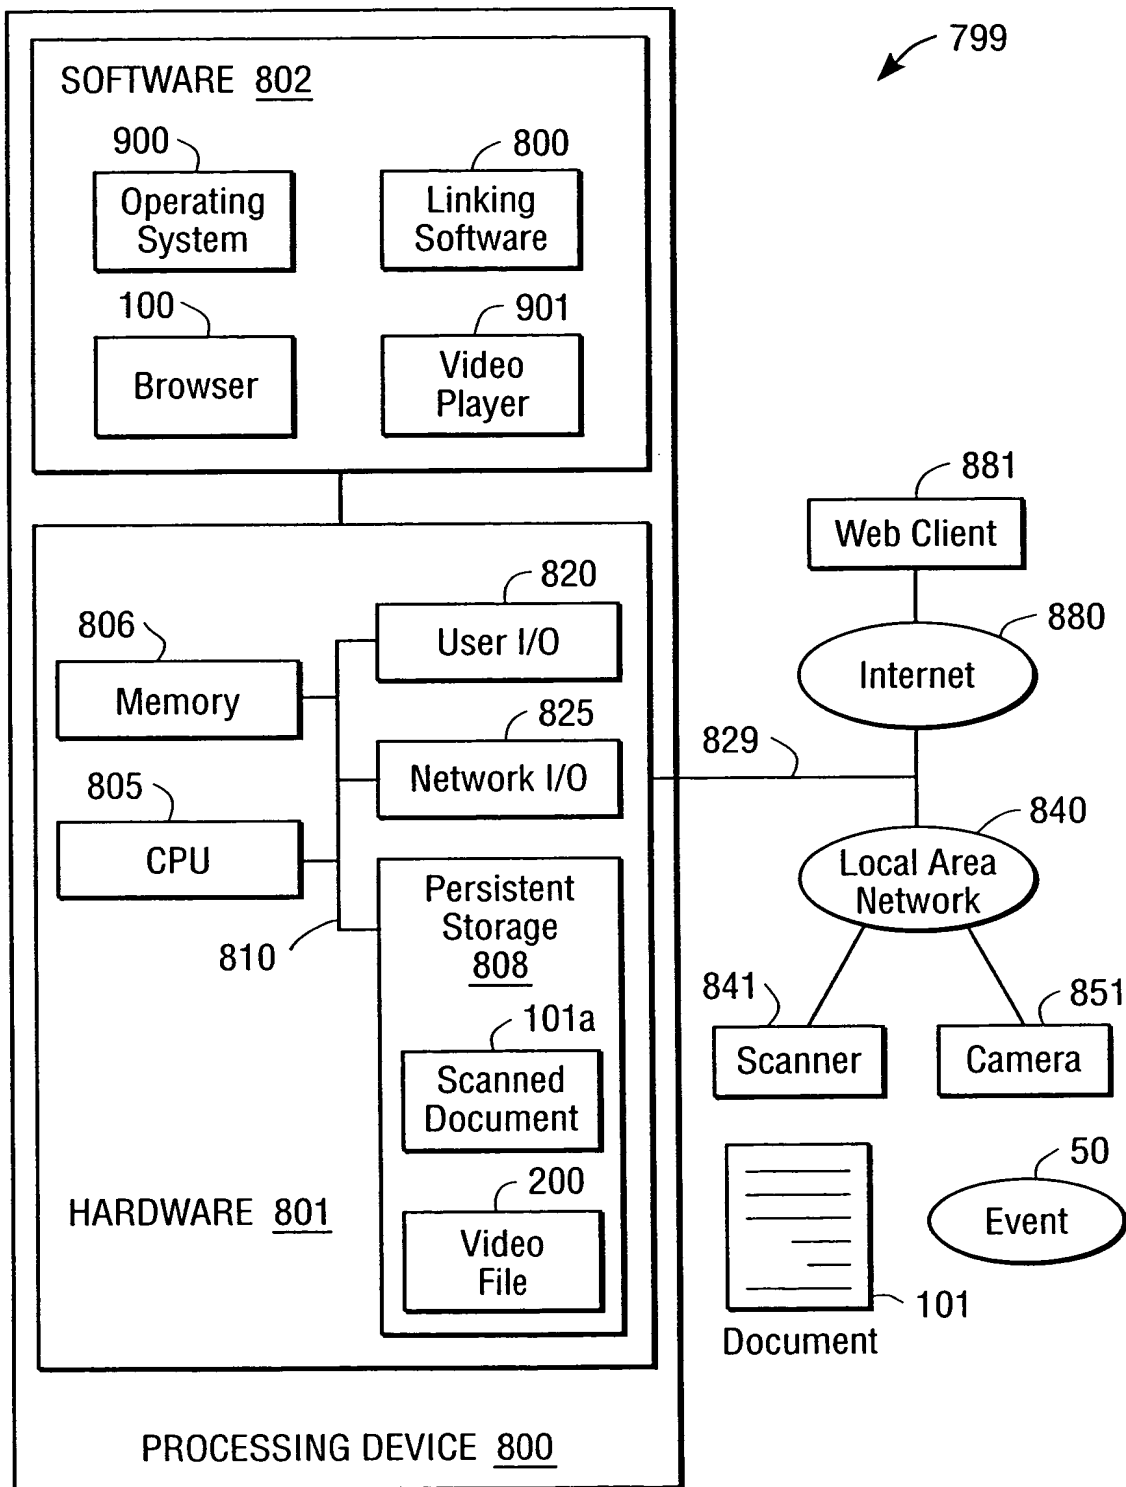 799
SOFTWARE 802
900
800
Operating
System
Linking
Software
100
901
Browser
Video
Player
881
Web Client
820
User I/O
880
Internet
806
Memory
825
Network I/O
829
805
CPU
840
Local Area
Network
810
Persistent
Storage
808
841
Scanner
851
Camera
101a
Scanned
Document
HARDWARE 801
200
Video
File
50
Event
101
Document
PROCESSING DEVICE 800